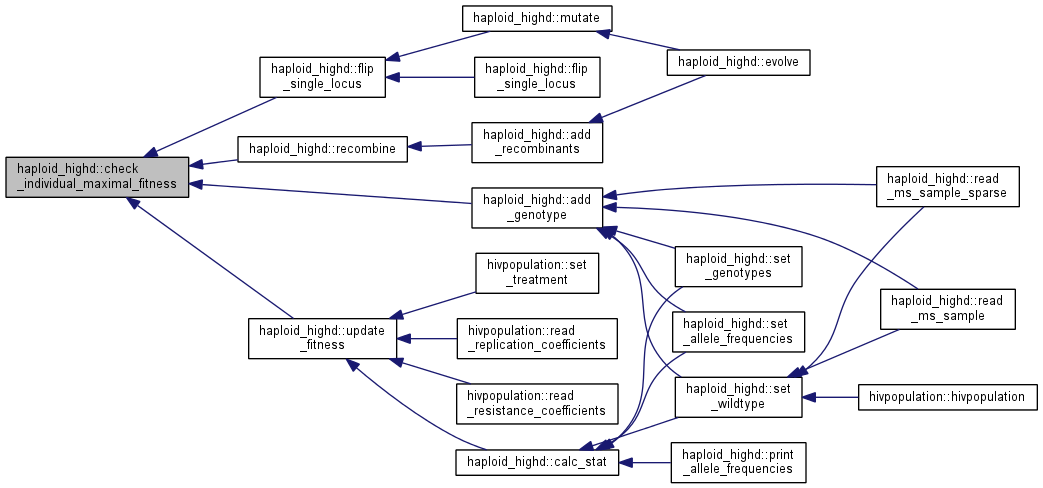 haploid_highd::mutate
haploid_highd::evolve
haploid_highd::flip
_single_locus
haploid_highd::flip
_single_locus
haploid_highd::add
_recombinants
haploid_highd::recombine
haploid_highd::check
_individual_maximal_fitness
haploid_highd::add
_genotype
haploid_highd::read
_ms_sample_sparse
haploid_highd::set
_genotypes
hivpopulation::set
_treatment
haploid_highd::read
_ms_sample
haploid_highd::set
_allele_frequencies
haploid_highd::update
_fitness
hivpopulation::read
_replication_coefficients
haploid_highd::set
_wildtype
hivpopulation::hivpopulation
hivpopulation::read
_resistance_coefficients
haploid_highd::calc_stat
haploid_highd::print
_allele_frequencies